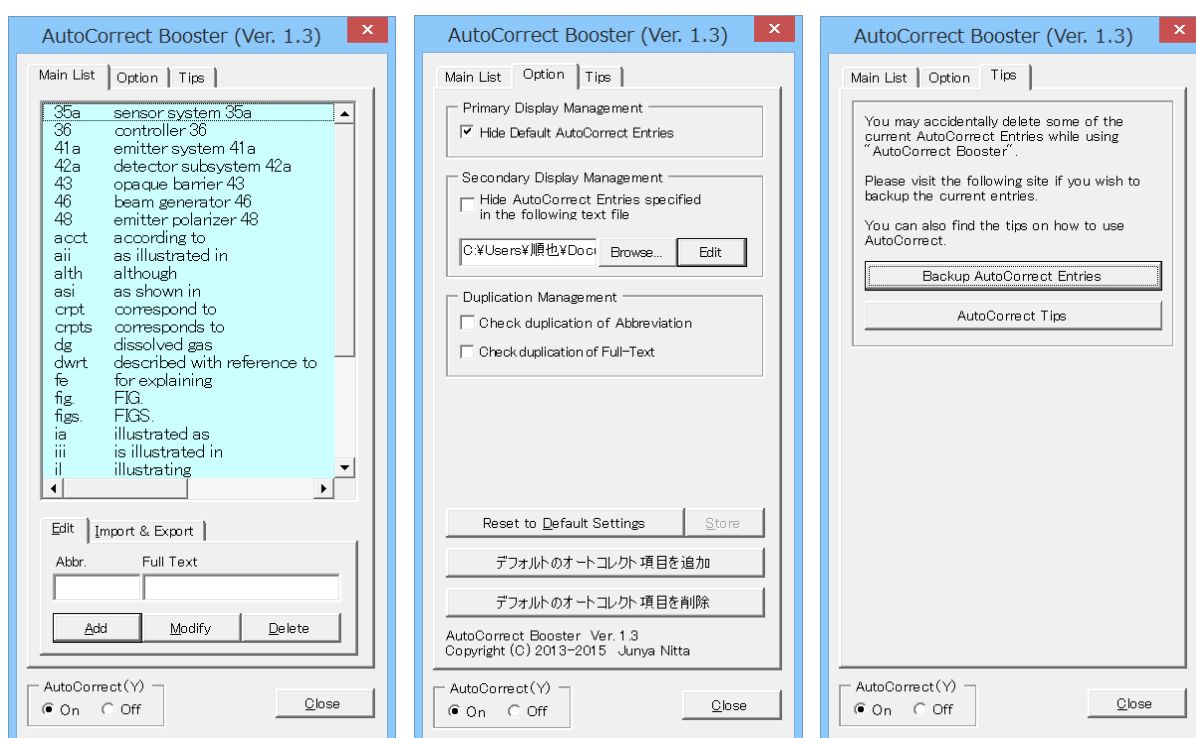 AutoCorrect Booster (Ver. 1.3)
Main List Option Tips
35a sensor system 35a
36 controller 36
41a emitter system 41a
42a detector subsystem 42a
43 opaque barrier 43
46 beam generator 46
48 emitter polarizer 48
acct according to
aii as illustrated in
alth although
asi as shown in
crpt correspond to
crpts corresponds to
dg dissolved gas
dwrt described with reference to
fe for explaining
fig. FIG.
figs. FIGS.
ia illustrated as
iii is illustrated in
il illustrating
Edit Import & Export
Abbr. Full Text
Add Modify Delete
AutoCorrect(Y)
On Off
Close
AutoCorrect Booster (Ver. 1.3)
Main List Option Tips
Primary Display Management
Hide Default AutoCorrect Entries
Secondary Display Management
Hide AutoCorrect Entries specified
in the following text file
C:¥Users¥順也¥Doc Browse... Edit
Duplication Management
Check duplication of Abbreviation
Check duplication of Full-Text
Reset to Default Settings Store
デフォルトのオートコレクト項目を追加
デフォルトのオートコレクト項目を削除
AutoCorrect Booster Ver. 1.3
Copyright (C) 2013-2015 Junya Nitta
AutoCorrect(Y)
On Off
Close
AutoCorrect Booster (Ver. 1.3)
Main List Option Tips
You may accidentally delete some of the
current AutoCorrect Entries while using
"AutoCorrect Booster".
Please visit the following site if you wish to
backup the current entries.
You can also find the tips on how to use
AutoCorrect.
Backup AutoCorrect Entries
AutoCorrect Tips
AutoCorrect(Y)
On Off
Close